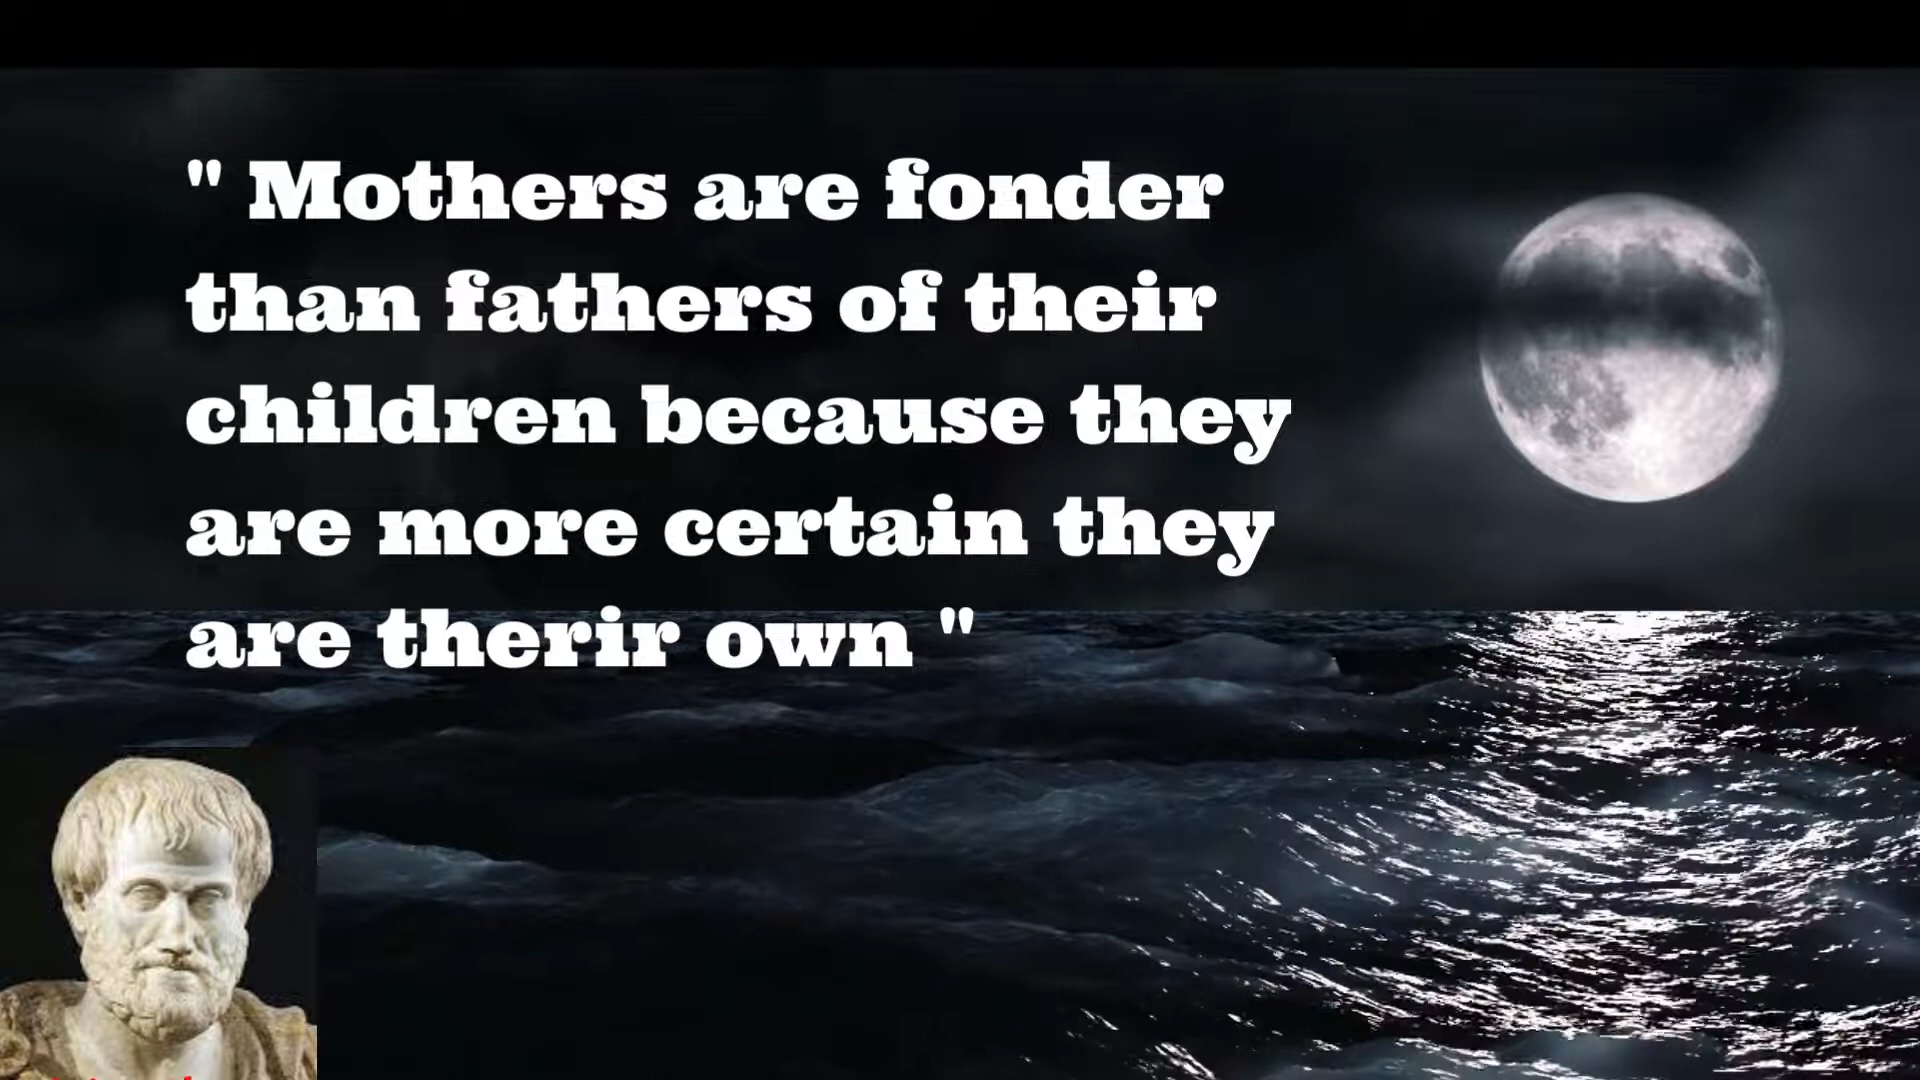 " Mothers are fonder
than fathers of their
children because they
are more certain they
are therir own "